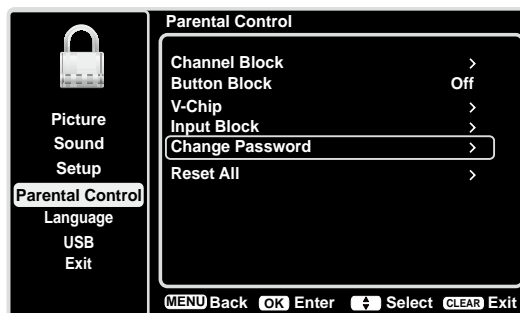 Parental Control
Channel Block >
Button Block Off
V-Chip >
Input Block >
Change Password >
Reset All >
Picture
Sound
Setup
Parental Control
Language
USB
Exit
MENU Back OK Enter Select CLEAR Exit